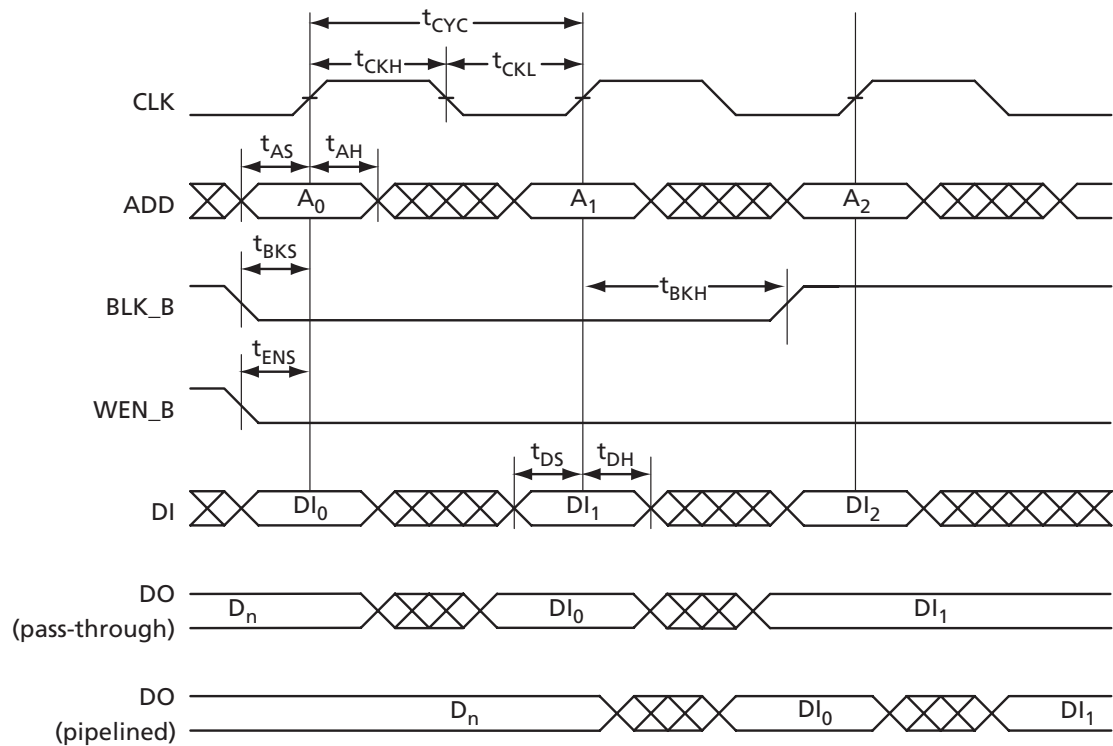 tCYC
tCKH tCKL
CLK
tAS tAH
ADD A0 A1 A2
tBKS
BLK_B tBKH
tENS
WEN_B
tDS tDH
DI DI0 DI1 DI2
DO
(pass-through) Dn DI0 DI1
DO
(pipelined) Dn DI0 DI1